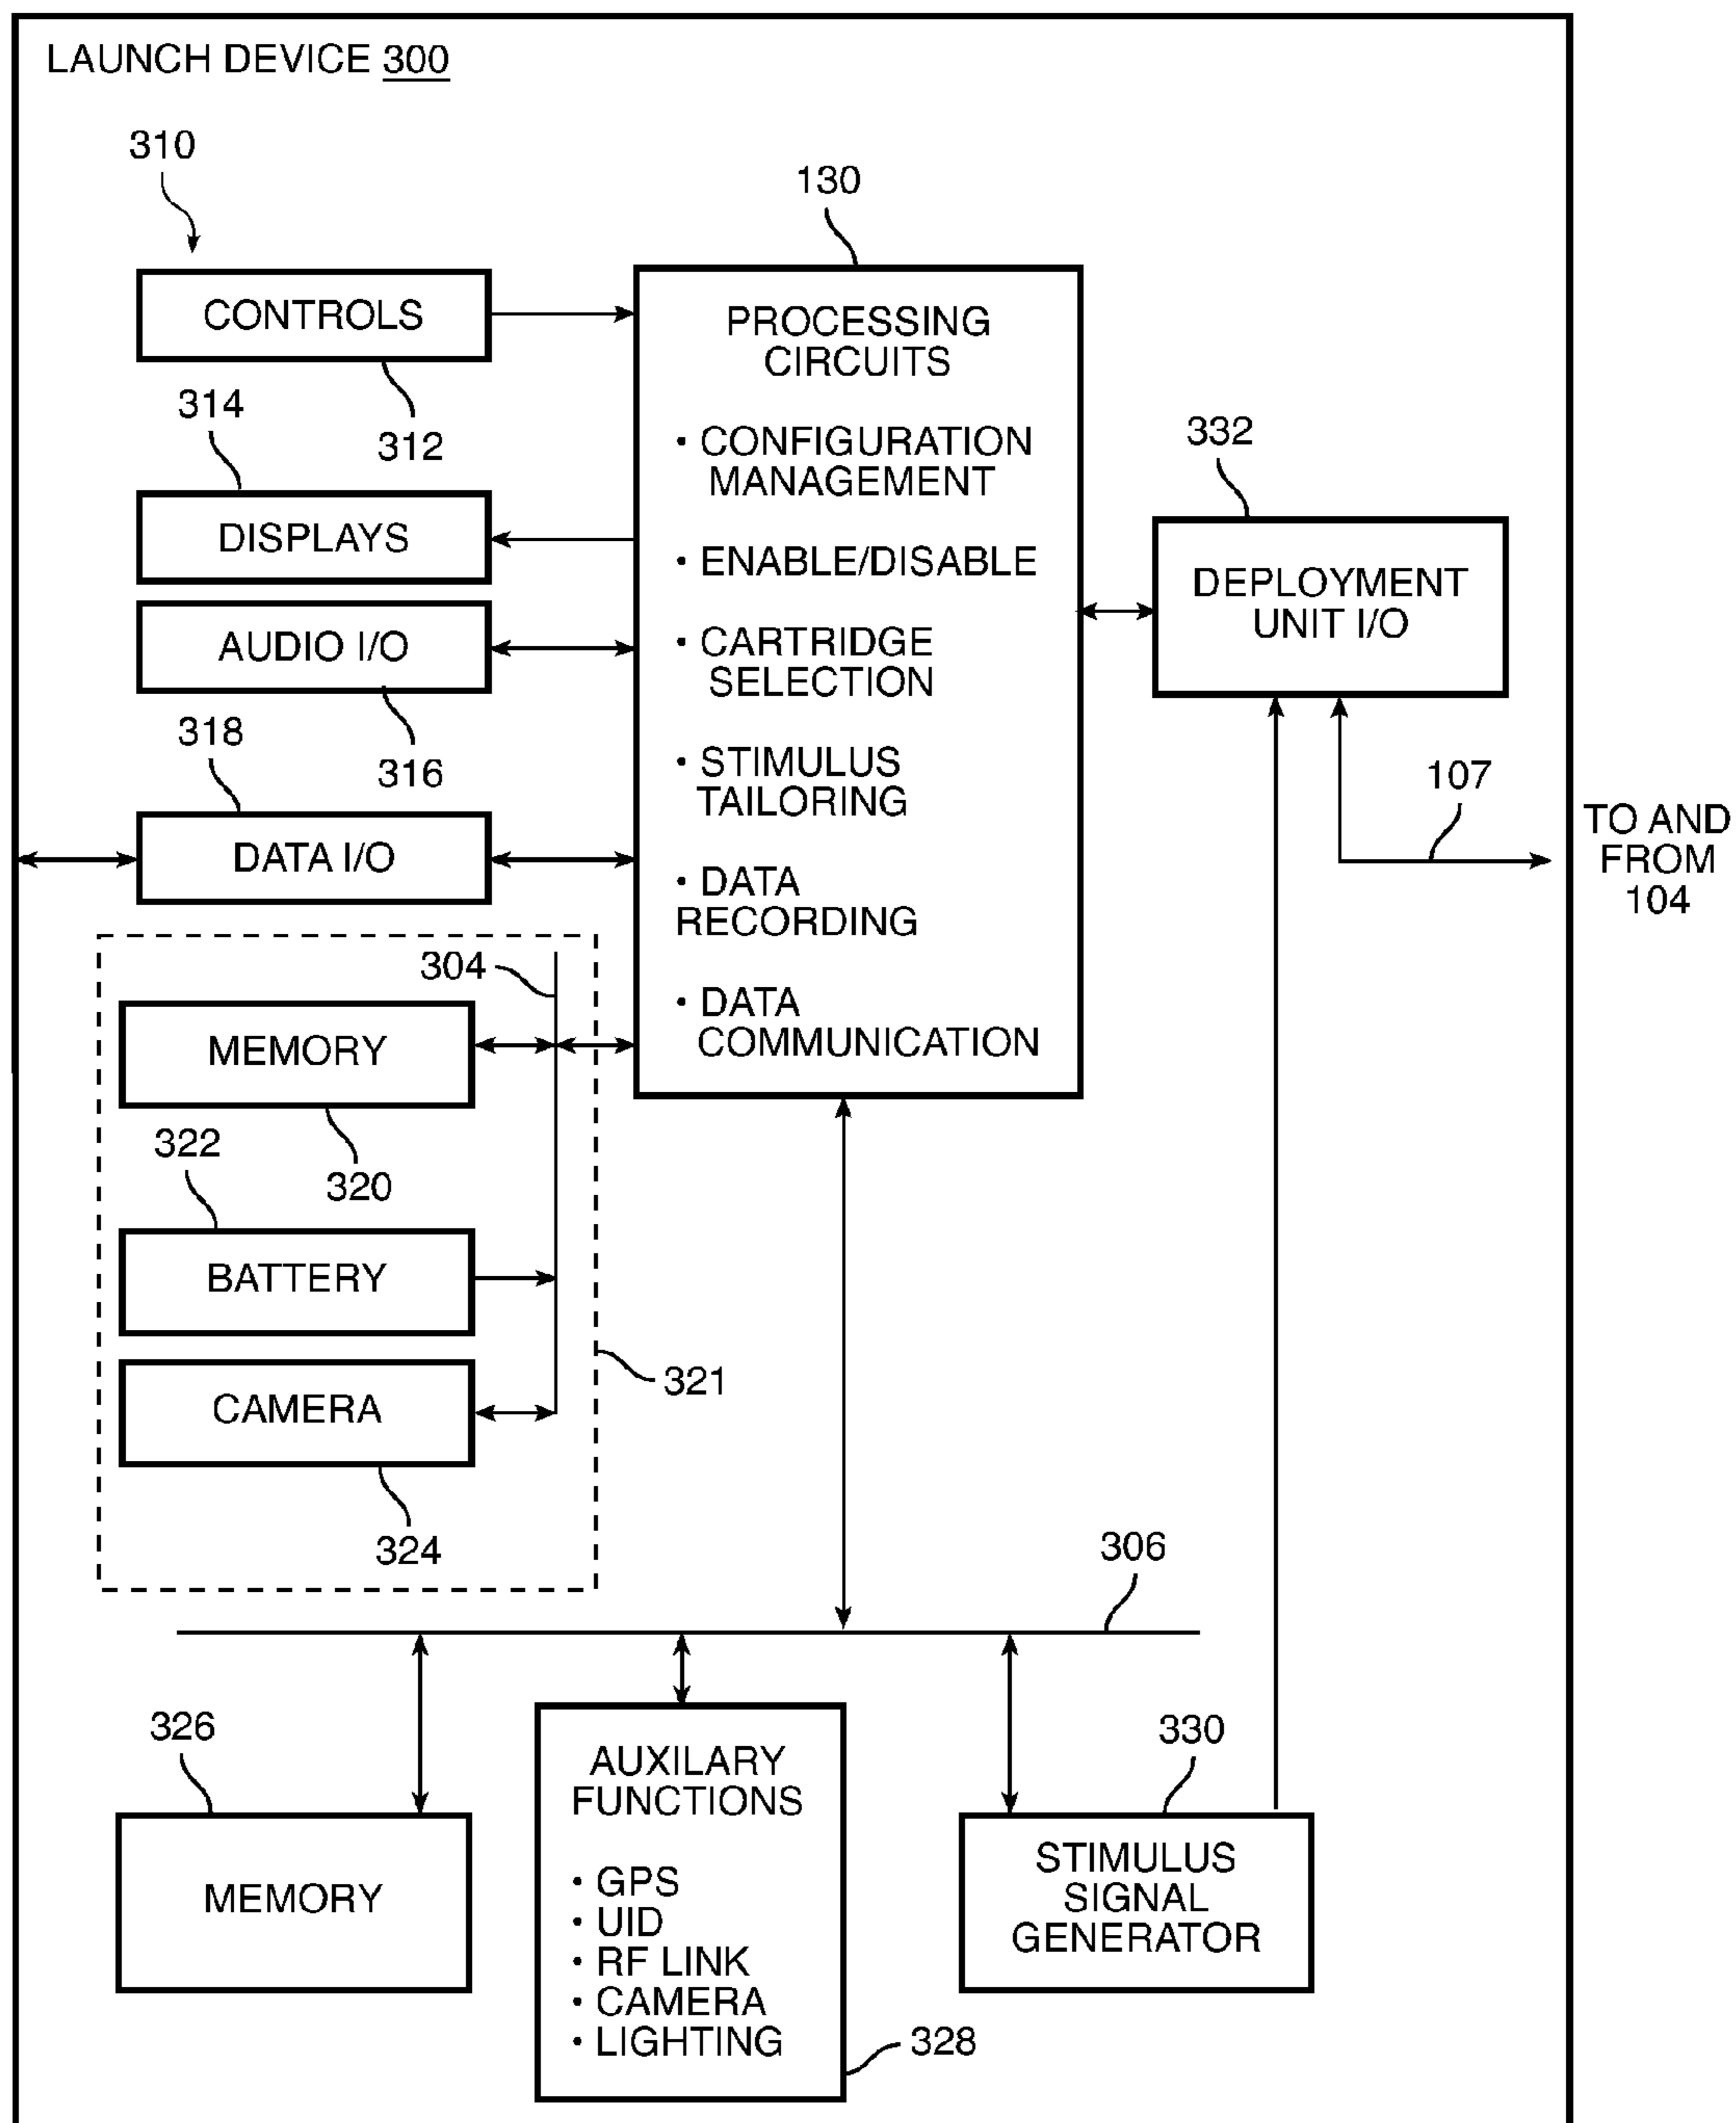 LAUNCH DEVICE 300
310
130
CONTROLS
312
PROCESSING
CIRCUITS
• CONFIGURATION
MANAGEMENT
• ENABLE/DISABLE
• CARTRIDGE
SELECTION
• STIMULUS
TAILORING
• DATA
RECORDING
• DATA
COMMUNICATION
314
DISPLAYS
AUDIO I/O
316
318
DATA I/O
332
DEPLOYMENT
UNIT I/O
107
TO AND
FROM
104
304
MEMORY
320
322
BATTERY
321
CAMERA
324
306
326
MEMORY
AUXILARY
FUNCTIONS
• GPS
• UID
• RF LINK
• CAMERA
• LIGHTING
328
330
STIMULUS
SIGNAL
GENERATOR